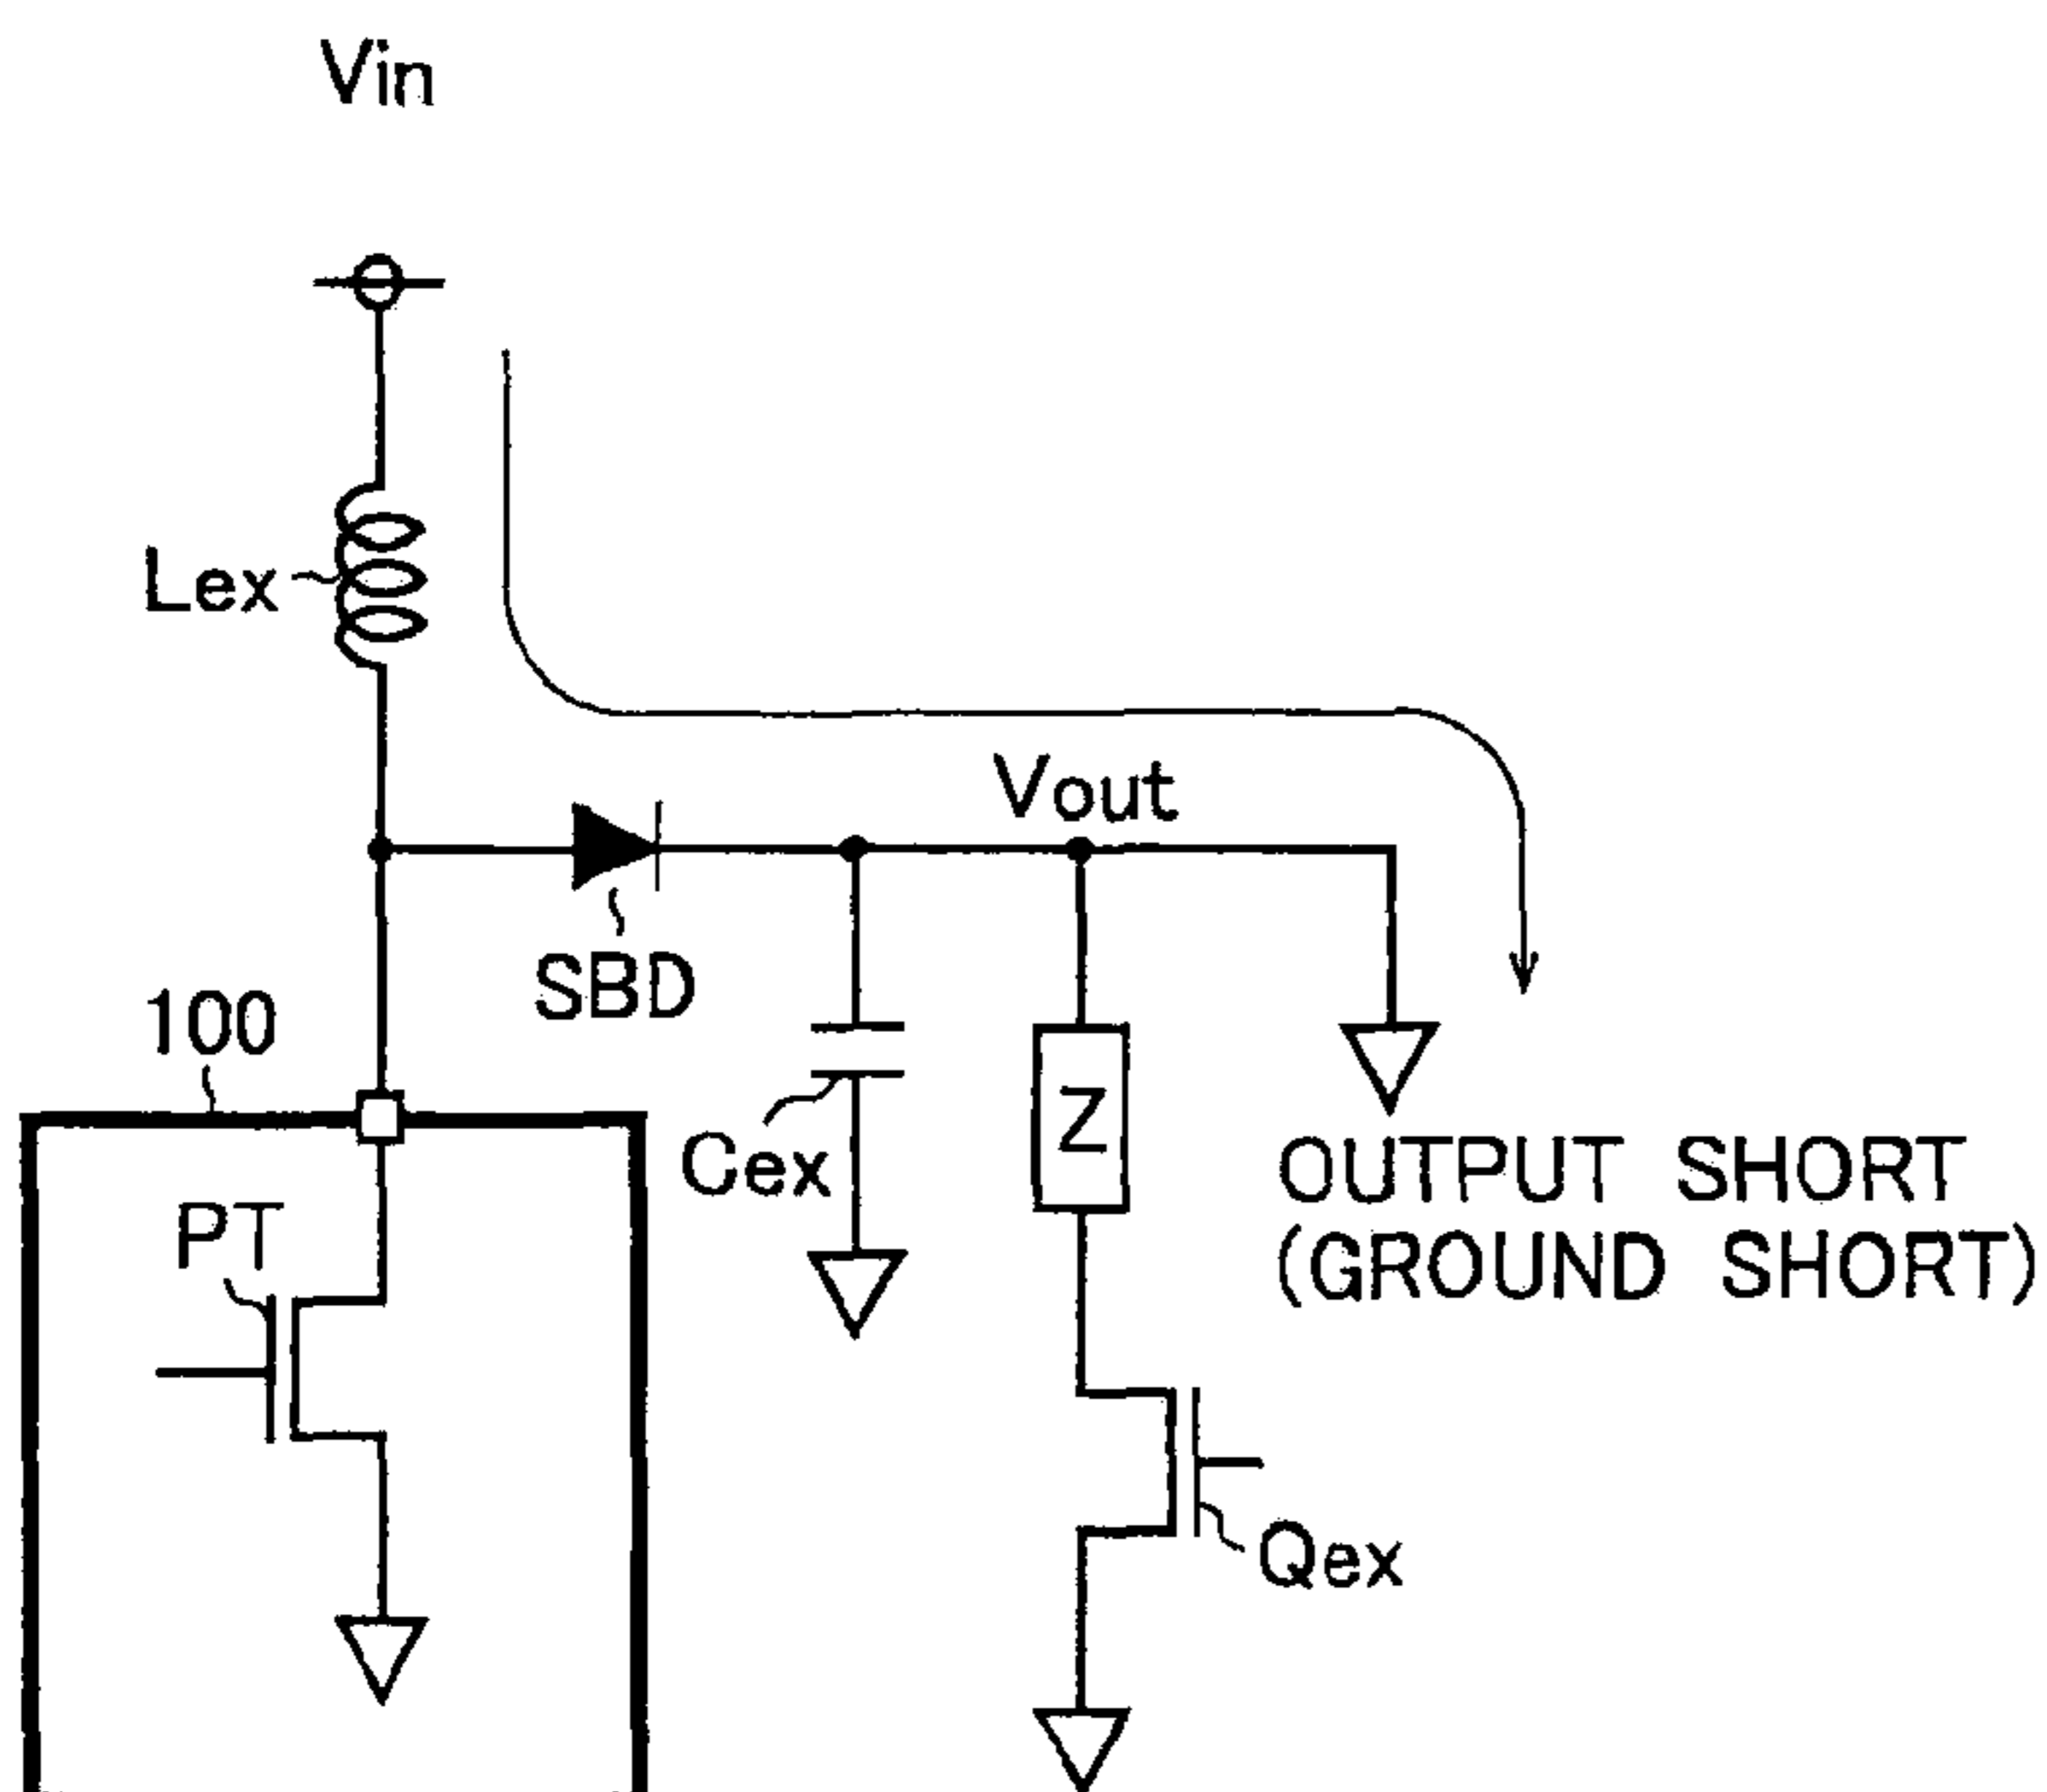 Vin
Lex
Vout
SBD
100
Cex
Z
PT
OUTPUT SHORT
(GROUND SHORT)
Qex